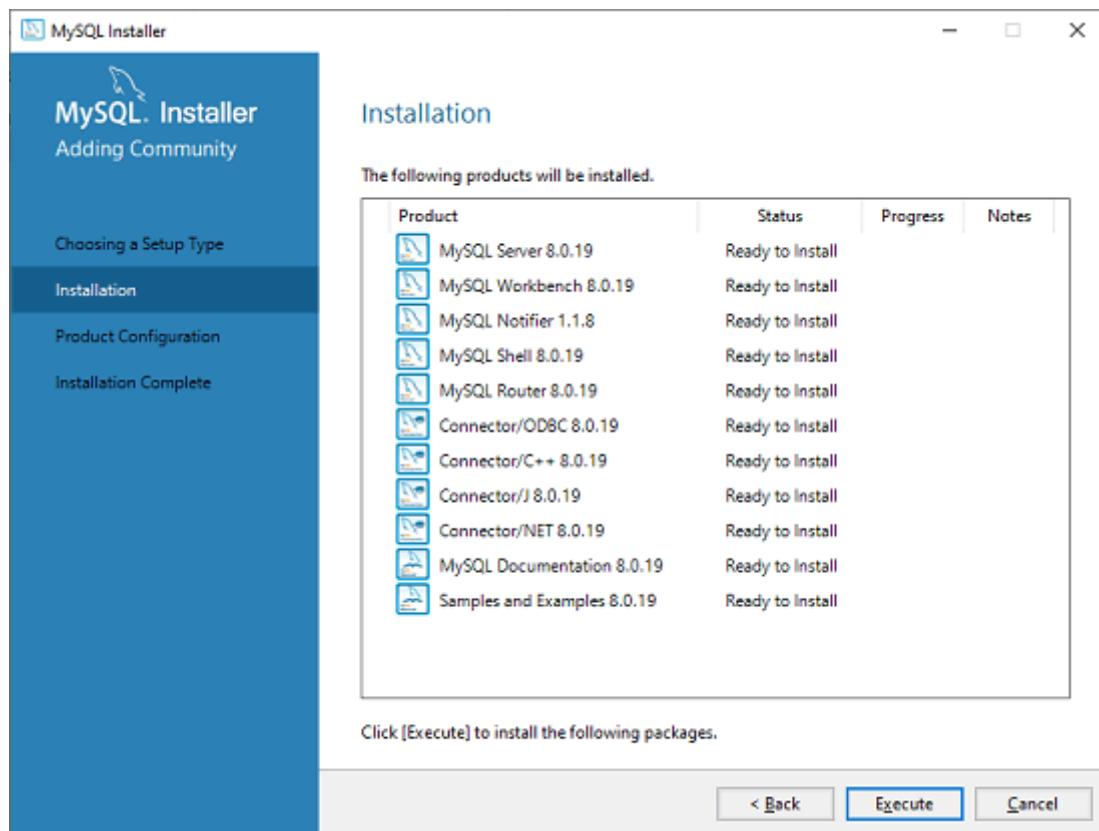 MySQL Installer
MySQL. Installer
Adding Community
Choosing a Setup Type
Installation
Product Configuration
Installation Complete
Installation
The following products will be installed.
Product Status Progress Notes
MySQL Server 8.0.19 Ready to Install
MySQL Workbench 8.0.19 Ready to Install
MySQL Notifier 1.1.8 Ready to Install
MySQL Shell 8.0.19 Ready to Install
MySQL Router 8.0.19 Ready to Install
Connector/ODBC 8.0.19 Ready to Install
Connector/C++ 8.0.19 Ready to Install
Connector/J 8.0.19 Ready to Install
Connector/NET 8.0.19 Ready to Install
MySQL Documentation 8.0.19 Ready to Install
Samples and Examples 8.0.19 Ready to Install
Click [Execute] to install the following packages.
< Back Execute Cancel